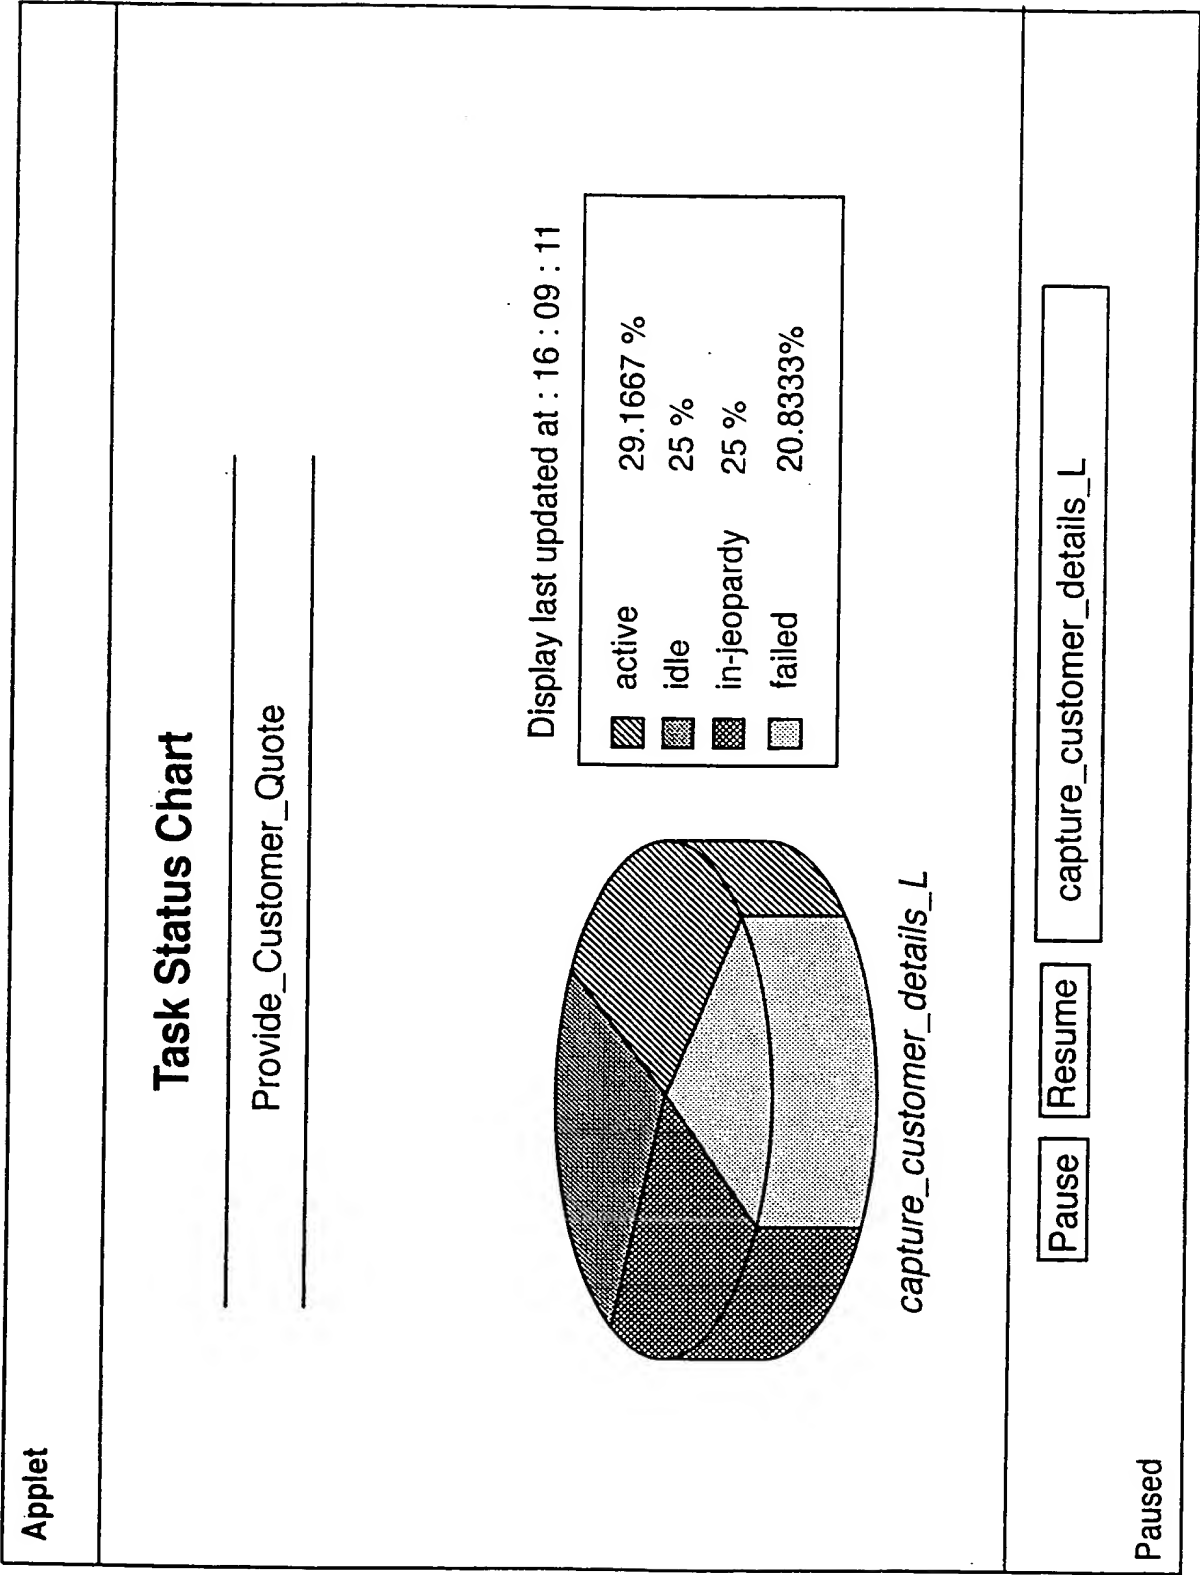 Applet
Task Status Chart
Provide_Customer_Quote
Display last updated at : 16 : 09 : 11
active 29.1667 %
idle 25 %
in-jeopardy 25 %
failed 20.8333%
capture_customer_details_L
Pause Resume capture_customer_details_L
Paused